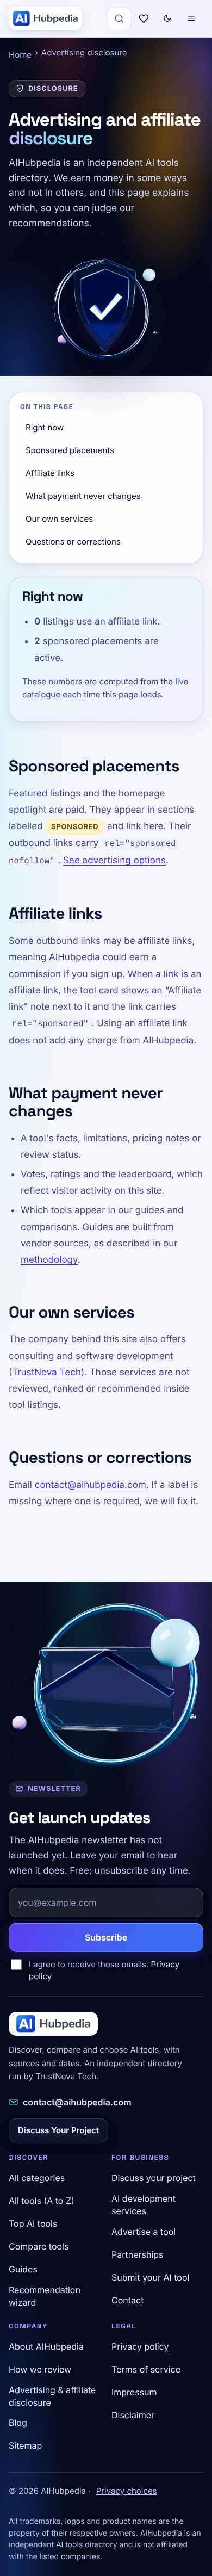 AI Hubpedia
Home › Advertising disclosure
DISCLOSURE
Advertising and affiliate
disclosure
AIHubpedia is an independent AI tools
directory. We earn money in some ways
and not in others, and this page explains
which, so you can judge our
recommendations.
ON THIS PAGE
Right now
Sponsored placements
Affiliate links
What payment never changes
Our own services
Questions or corrections
Right now
• 0 listings use an affiliate link.
• 2 sponsored placements are
active.
These numbers are computed from the live
catalogue each time this page loads.
Sponsored placements
Featured listings and the homepage
spotlight are paid. They appear in sections
labelled SPONSORED and link here. Their
outbound links carry rel="sponsored
nofollow" . See advertising options.
Affiliate links
Some outbound links may be affiliate links,
meaning AIHubpedia could earn a
commission if you sign up. When a link is an
affiliate link, the tool card shows an “Affiliate
link” note next to it and the link carries
rel="sponsored" . Using an affiliate link
does not add any charge from AIHubpedia.
What payment never
changes
• A tool's facts, limitations, pricing notes or
review status.
• Votes, ratings and the leaderboard, which
reflect visitor activity on this site.
• Which tools appear in our guides and
comparisons. Guides are built from
vendor sources, as described in our
methodology.
Our own services
The company behind this site also offers
consulting and software development
(TrustNova Tech). Those services are not
reviewed, ranked or recommended inside
tool listings.
Questions or corrections
Email contact@aihubpedia.com. If a label is
missing where one is required, we will fix it.
NEWSLETTER
Get launch updates
The AIHubpedia newsletter has not
launched yet. Leave your email to hear
when it does. Free; unsubscribe any time.
you@example.com
Subscribe
I agree to receive these emails. Privacy
policy
AI Hubpedia
Discover, compare and choose AI tools, with
sources and dates. An independent directory
run by TrustNova Tech.
contact@aihubpedia.com
Discuss Your Project
DISCOVER
All categories
All tools (A to Z)
Top AI tools
Compare tools
Guides
Recommendation
wizard
FOR BUSINESS
Discuss your project
AI development
services
Advertise a tool
Partnerships
Submit your AI tool
Contact
COMPANY
About AIHubpedia
How we review
Advertising & affiliate
disclosure
Blog
Sitemap
LEGAL
Privacy policy
Terms of service
Impressum
Disclaimer
© 2026 AIHubpedia · Privacy choices
All trademarks, logos and product names are the
property of their respective owners. AIHubpedia is an
independent AI tools directory and is not affiliated
with the listed companies.